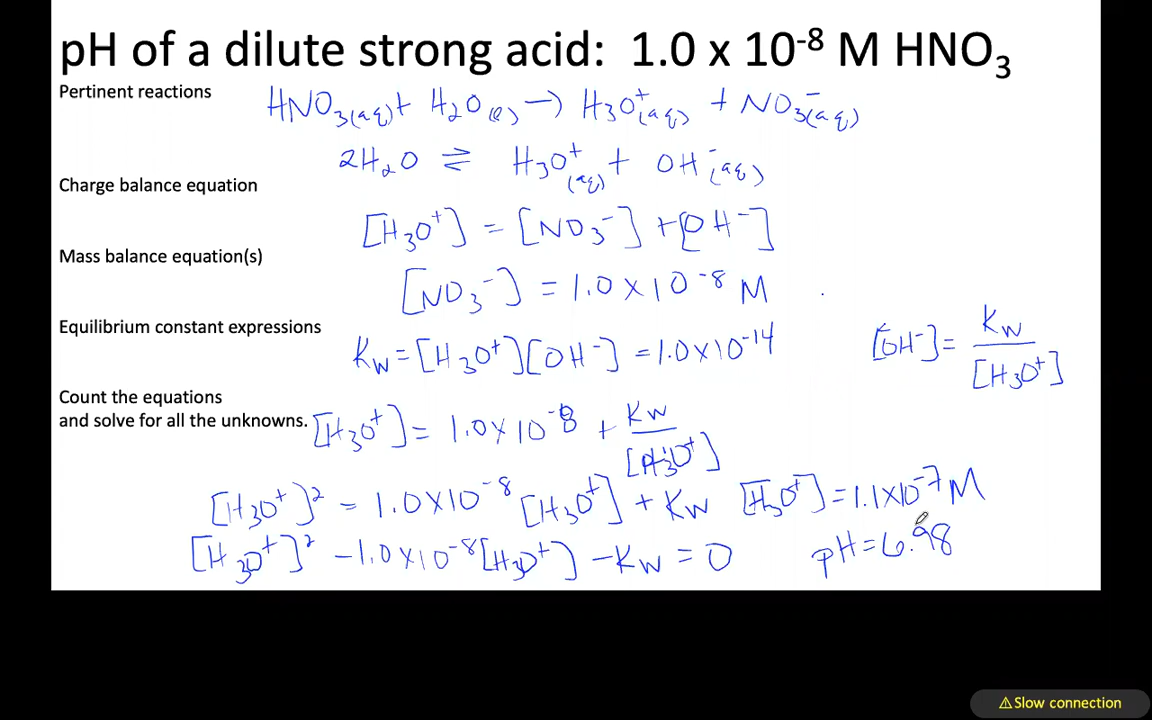 pH of a dilute strong acid: 1.0 x 10⁻⁸ M HNO₃
Pertinent reactions
HNO₃(aq) + H₂O(l) → H₃O⁺(aq) + NO₃⁻(aq)
2H₂O ⇌ H₃O⁺(aq) + OH⁻(aq)
Charge balance equation
[H₃O⁺] = [NO₃⁻] + [OH⁻]
Mass balance equation(s)
[NO₃⁻] = 1.0 × 10⁻⁸ M
Equilibrium constant expressions
Kw = [H₃O⁺][OH⁻] = 1.0×10⁻¹⁴
[OH⁻] = Kw / [H₃O⁺]
Count the equations
and solve for all the unknowns.
[H₃O⁺] = 1.0×10⁻⁸ + Kw / [H₃O⁺]
[H₃O⁺]² = 1.0×10⁻⁸ [H₃O⁺] + Kw
[H₃O⁺] = 1.1×10⁻⁷ M
[H₃O⁺]² − 1.0×10⁻⁸ [H₃O⁺] − Kw = 0
pH = 6.98
⚠ Slow connection